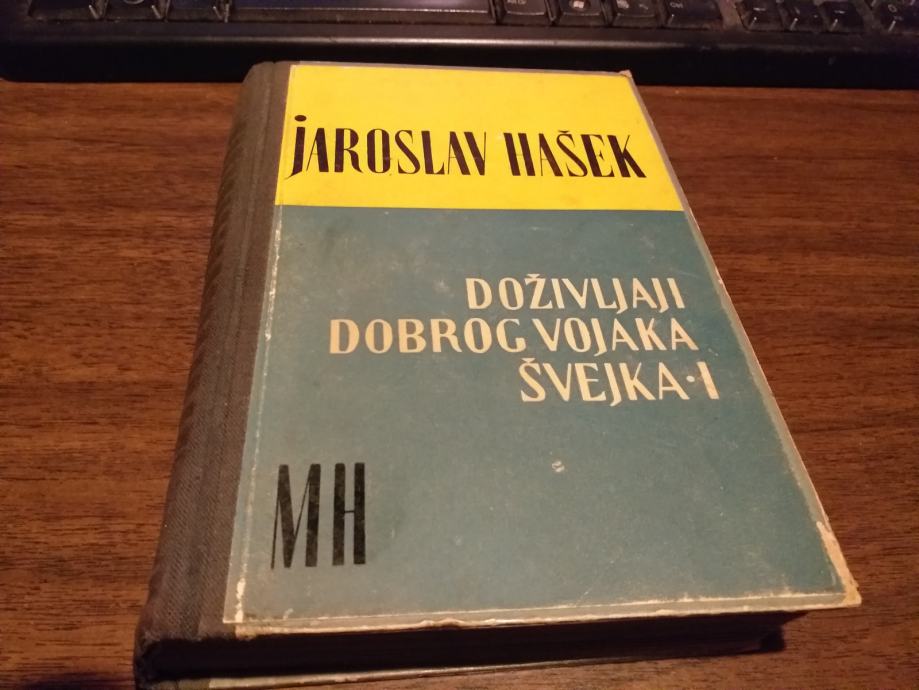 jAROSLAV HAŠEK
DOŽIVLJAJI
DOBROG VOJAKA
ŠVEJKA·I
MH